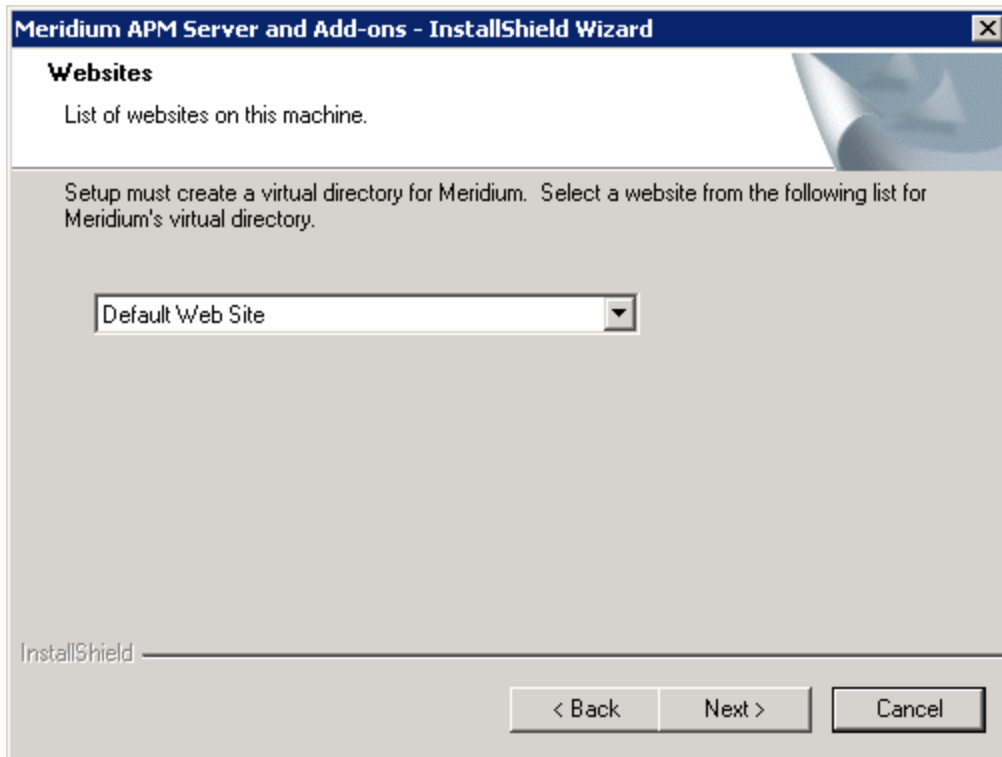 Meridium APM Server and Add-ons - InstallShield Wizard
Websites
List of websites on this machine.
Setup must create a virtual directory for Meridium.  Select a website from the following list for
Meridium's virtual directory.
Default Web Site
InstallShield
< Back
Next >
Cancel